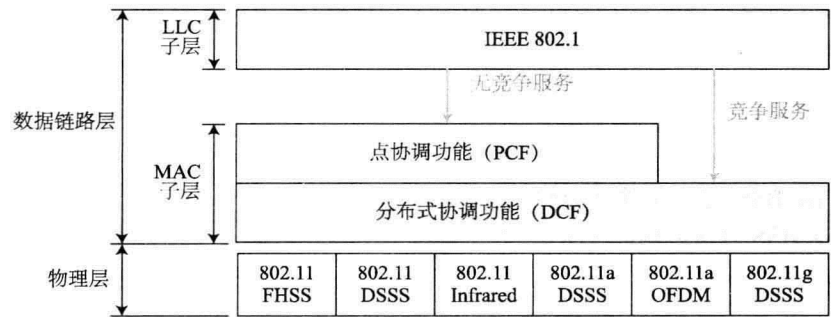 LLC
子层
IEEE 802.1
无竞争服务
竞争服务
数据链路层
MAC
子层
点协调功能（PCF）
分布式协调功能（DCF）
物理层
802.11
FHSS
802.11
DSSS
802.11
Infrared
802.11a
DSSS
802.11a
OFDM
802.11g
DSSS